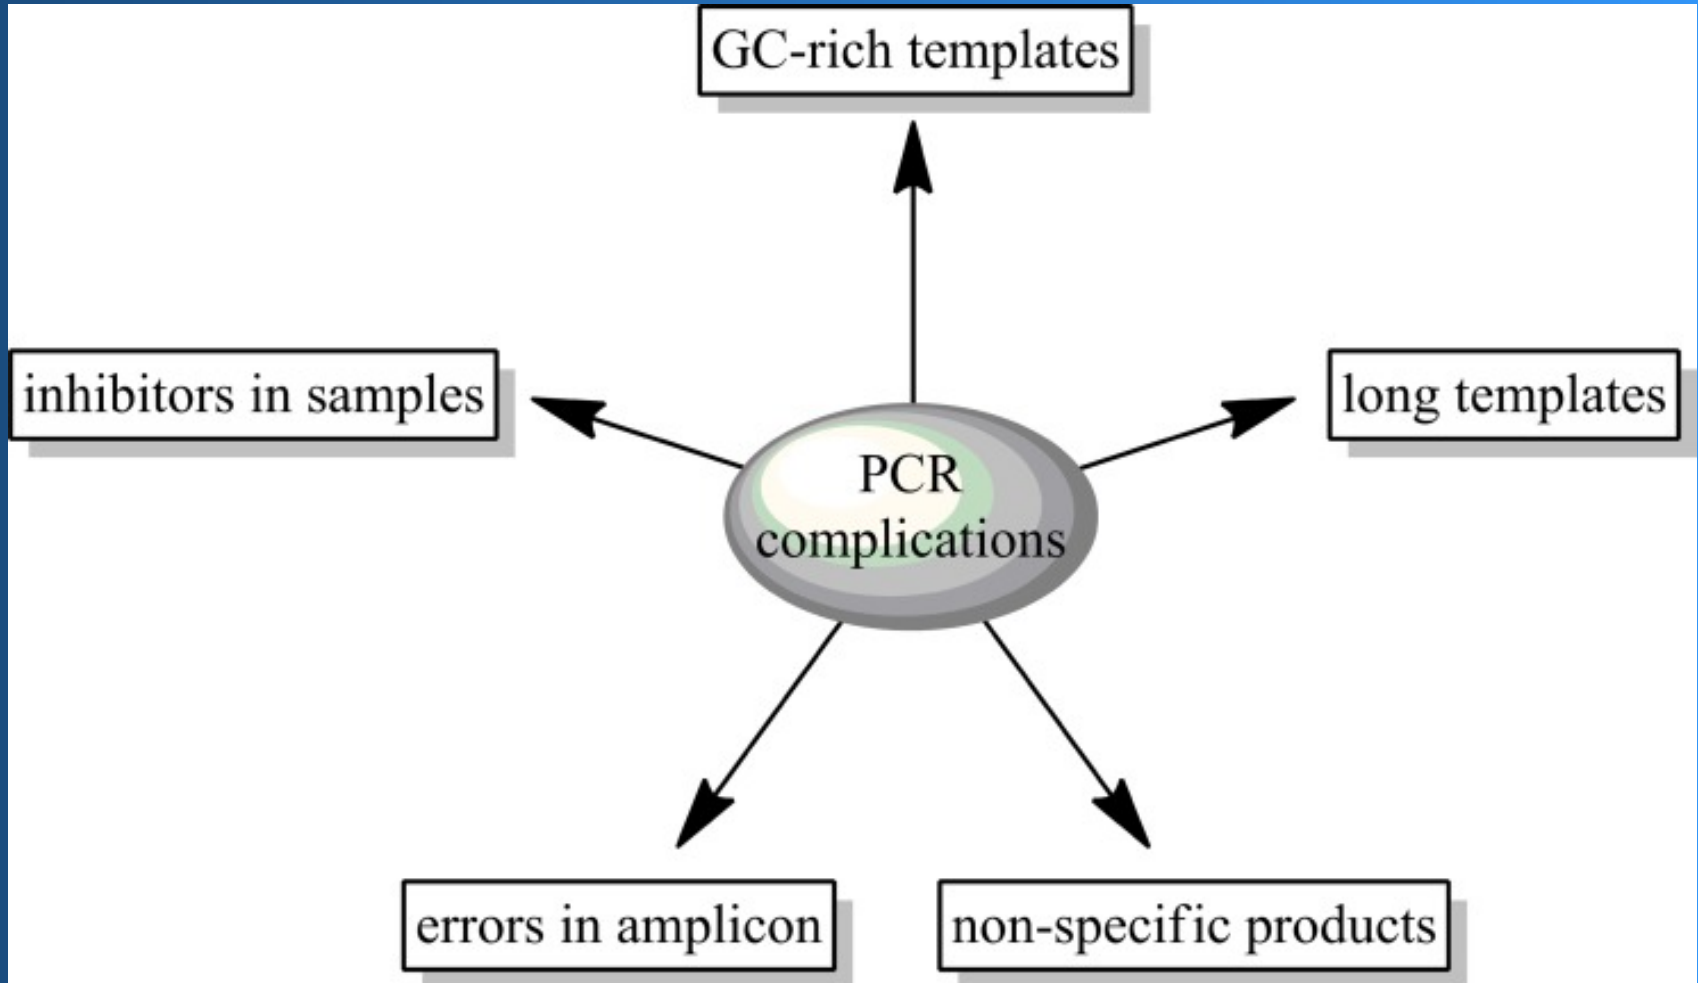 GC-rich templates
inhibitors in samples
long templates
PCR
complications
errors in amplicon
non-specific products